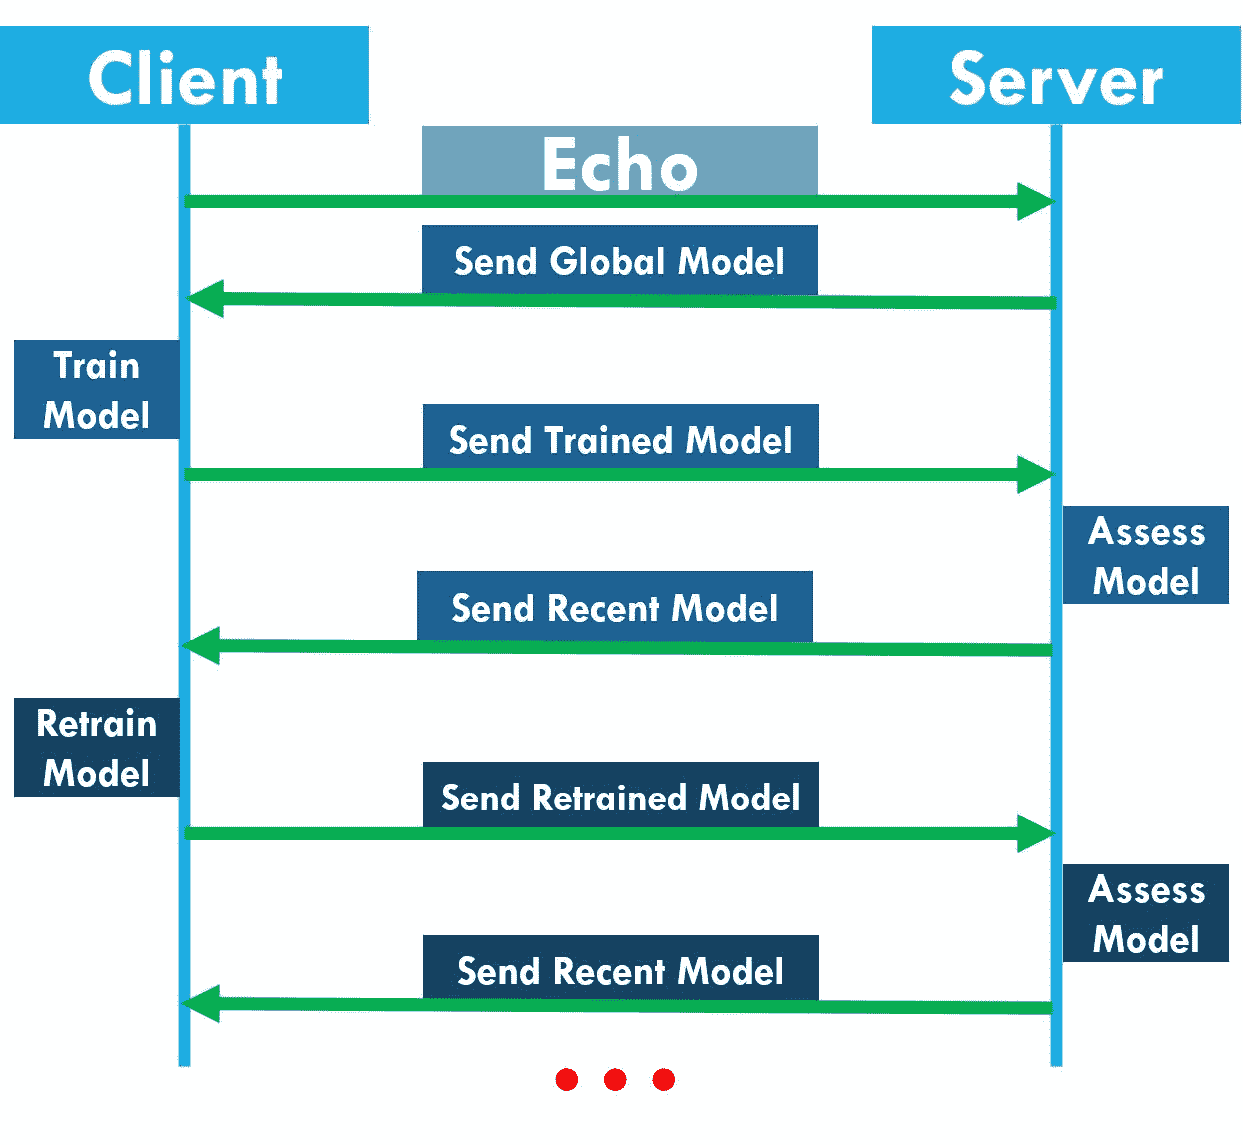 Client
Server
Echo
Send Global Model
Train
Model
Send Trained Model
Assess
Model
Send Recent Model
Retrain
Model
Send Retrained Model
Assess
Model
Send Recent Model